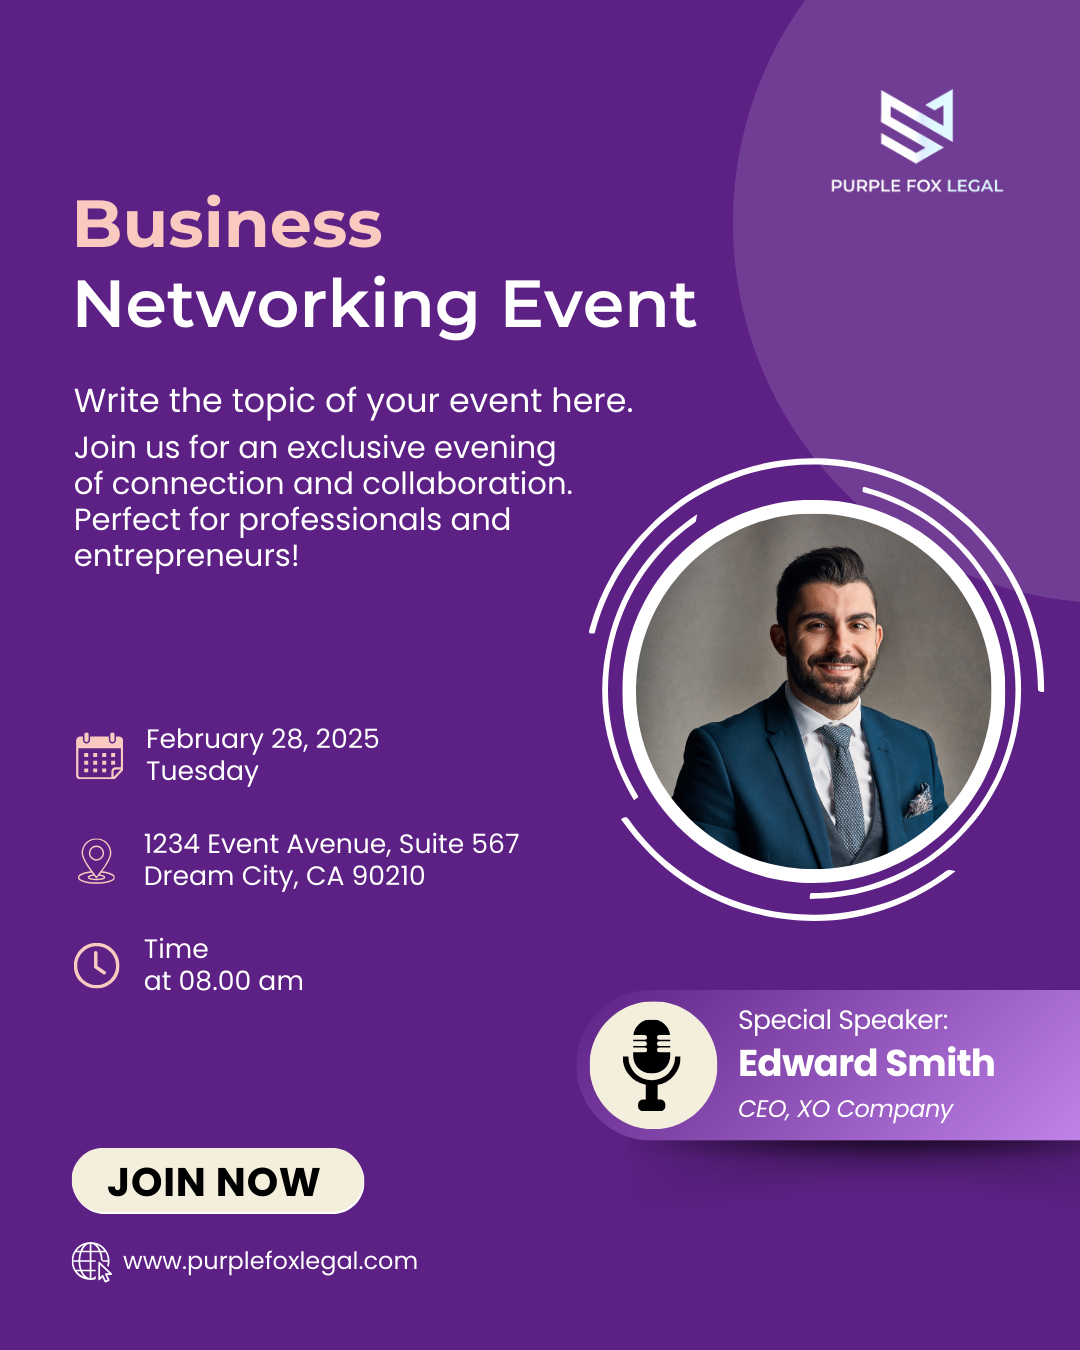 PURPLE FOX LEGAL
Business
Networking Event
Write the topic of your event here.
Join us for an exclusive evening
of connection and collaboration.
Perfect for professionals and
entrepreneurs!
February 28, 2025
Tuesday
1234 Event Avenue, Suite 567
Dream City, CA 90210
Time
at 08.00 am
Special Speaker:
Edward Smith
CEO, XO Company
JOIN NOW
www.purplefoxlegal.com